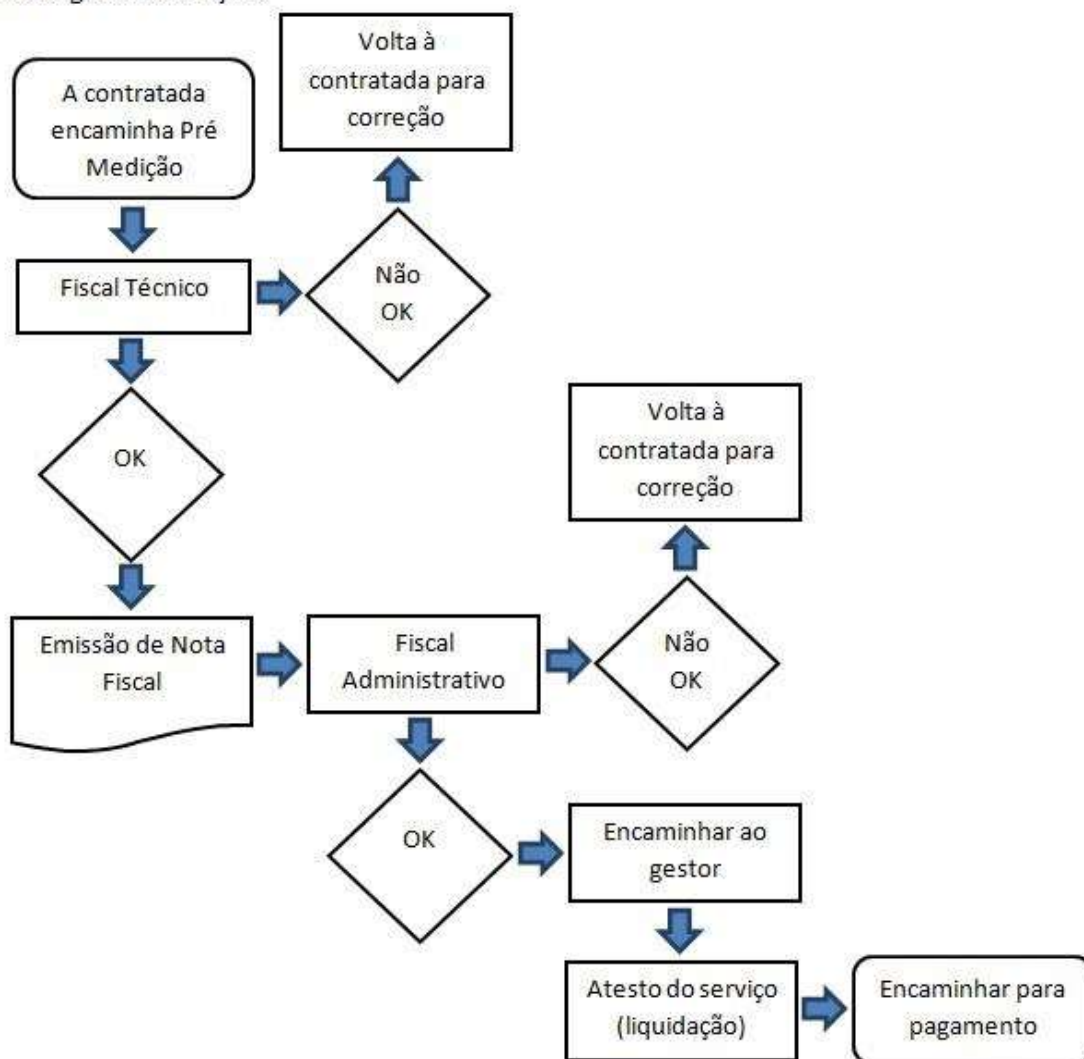 A contratada
encaminha Pré
Medição
Volta à
contratada para
correção
Fiscal Técnico
Não
OK
OK
Volta à
contratada para
correção
Emissão de Nota
Fiscal
Fiscal
Administrativo
Não
OK
OK
Encaminhar ao
gestor
Atesto do serviço
(liquidação)
Encaminhar para
pagamento